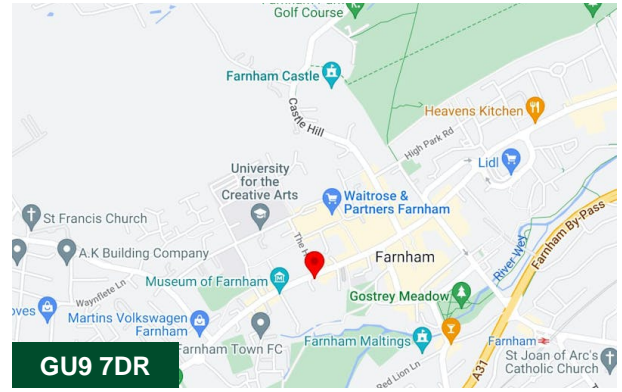 Golf Course
Farnham Castle
Castle Hill
Heavens Kitchen
High Park Rd
Lidl
University
for the
Creative Arts
Waitrose &
Partners Farnham
St Francis Church
A.K Building Company
The H
Farnham
River Wey
Farnham By-Pass
Waynflete Ln
Museum of Farnham
Gostrey Meadow
oves
Martins Volkswagen
Farnham
Farnham Town FC
Farnham Maltings
Farnham
Red Lion Ln
A31
St Joan of Arc's
Catholic Church
GU9 7DR